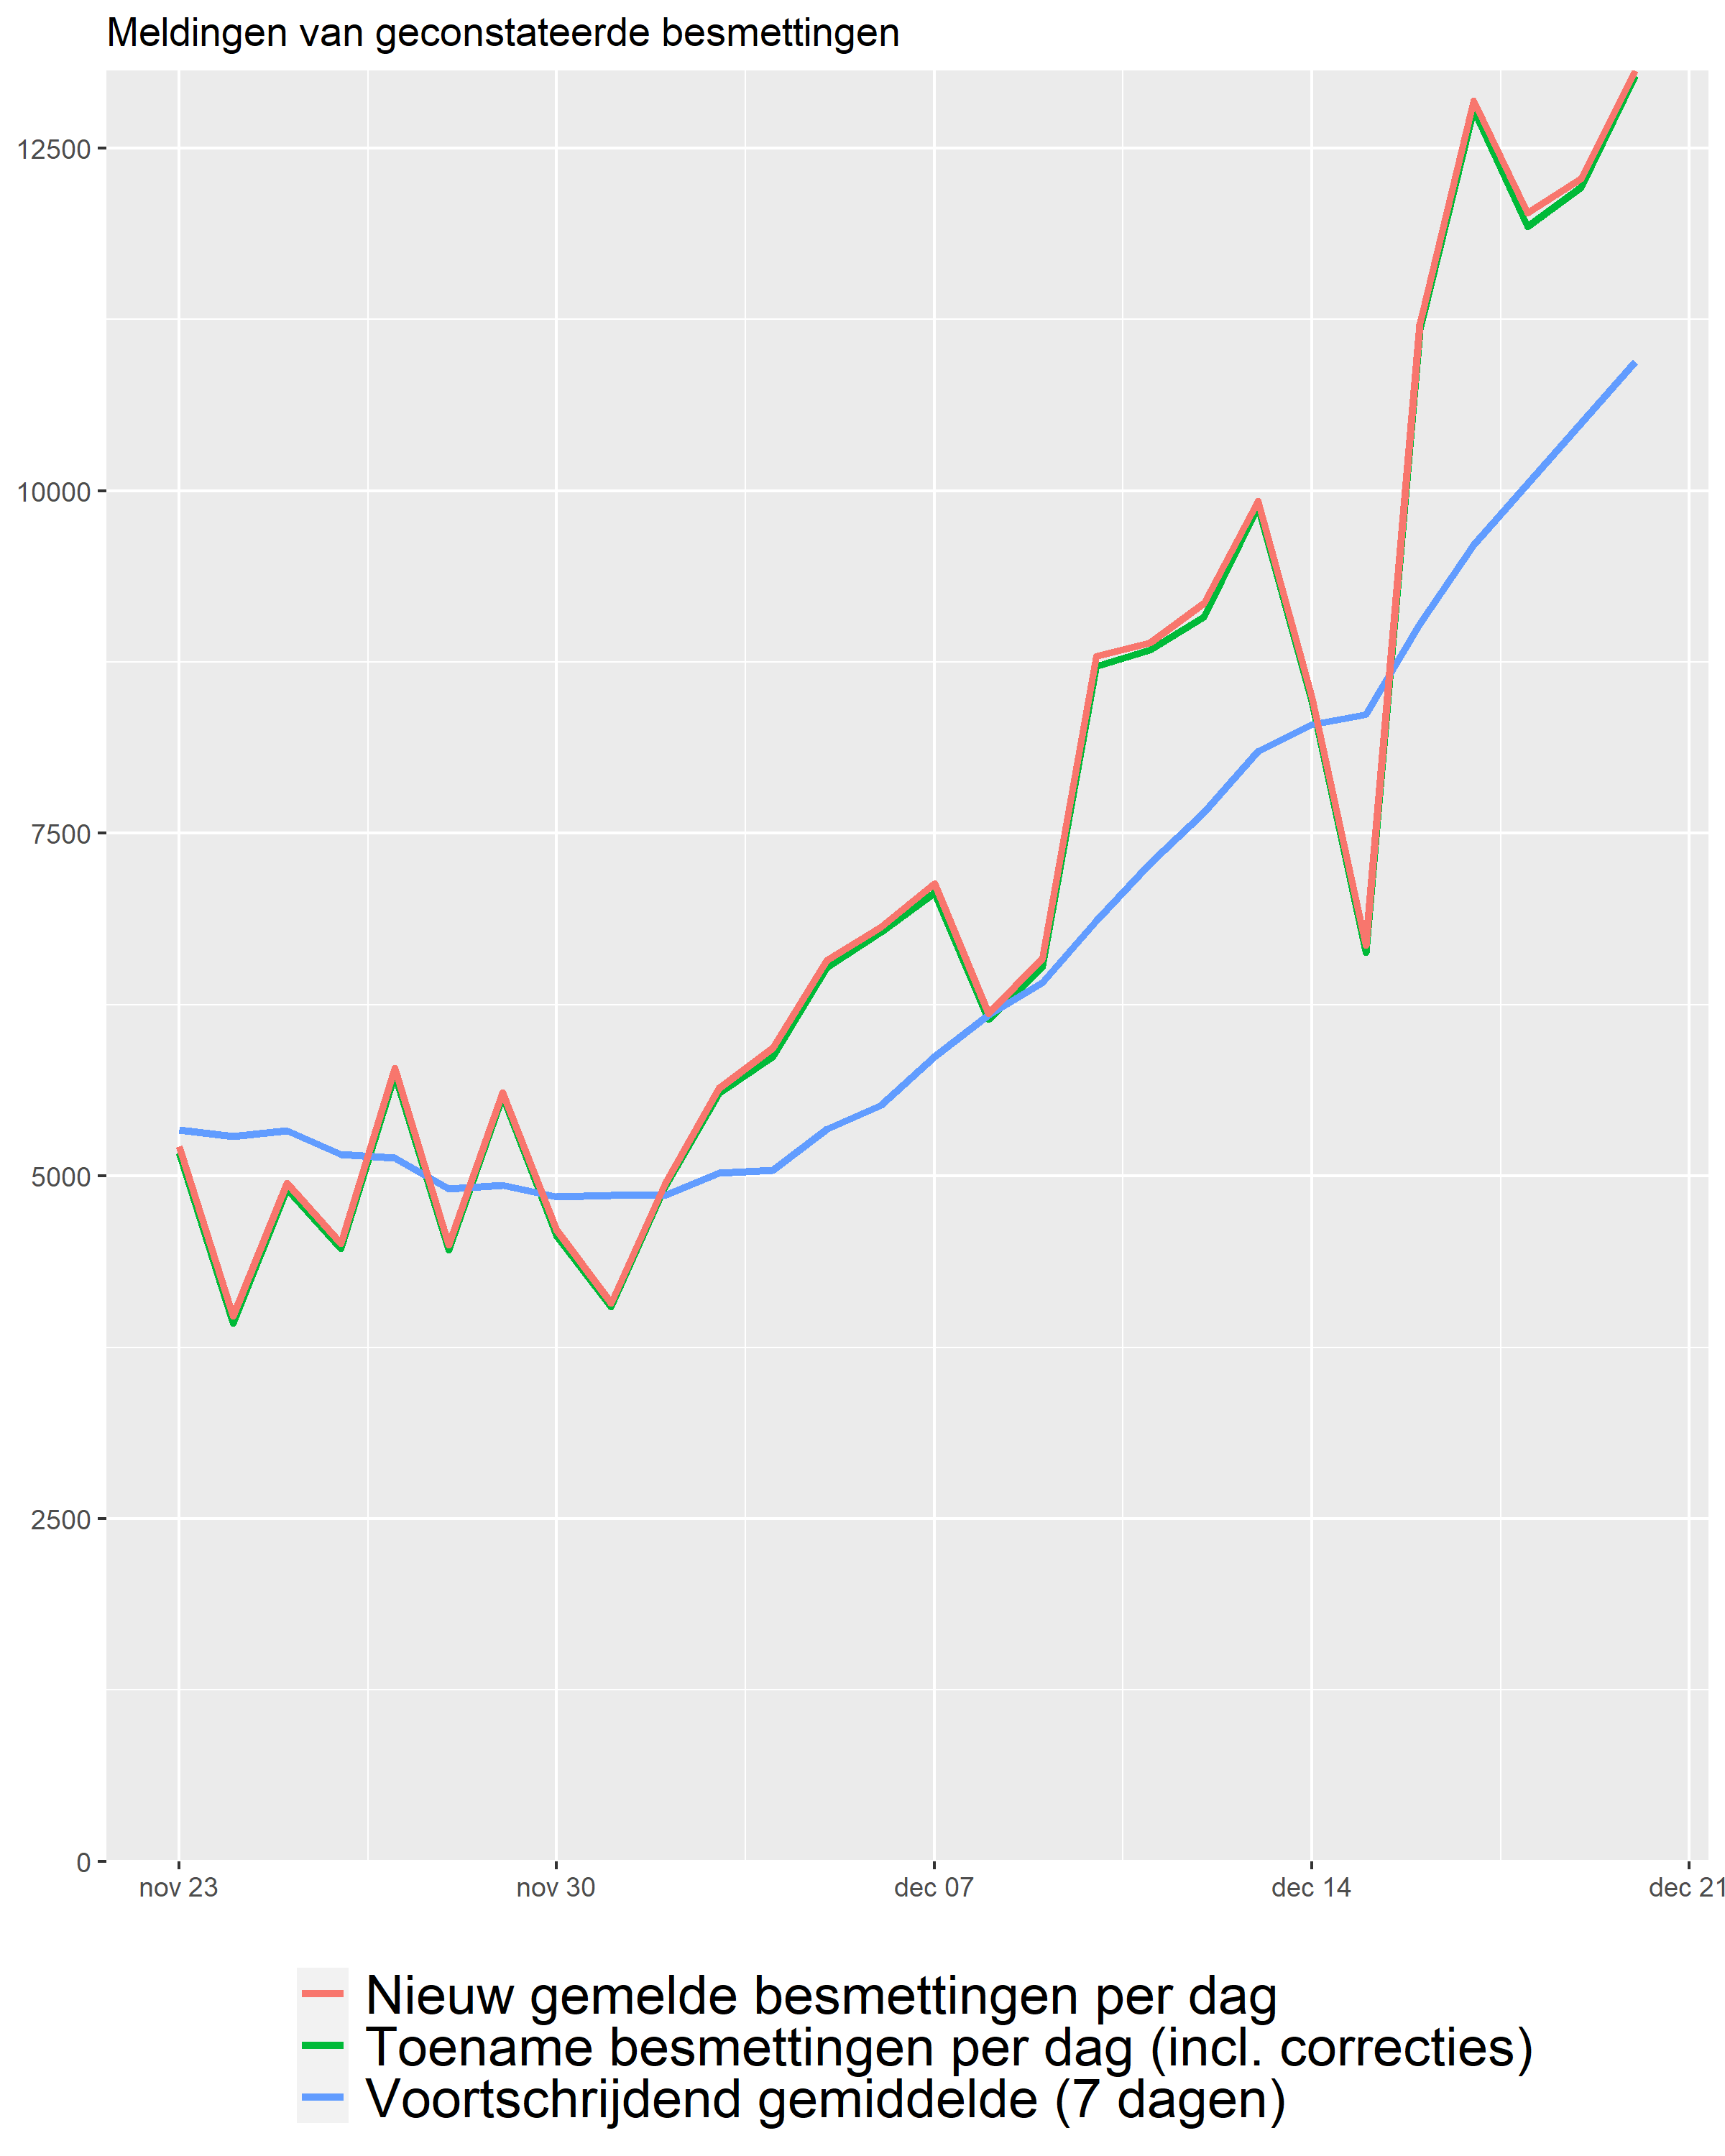 Meldingen van geconstateerde besmettingen
12500
10000
7500
5000
2500
0
nov 23 nov 30 dec 07 dec 14 dec 21
Nieuw gemelde besmettingen per dag
Toename besmettingen per dag (incl. correcties)
Voortschrijdend gemiddelde (7 dagen)